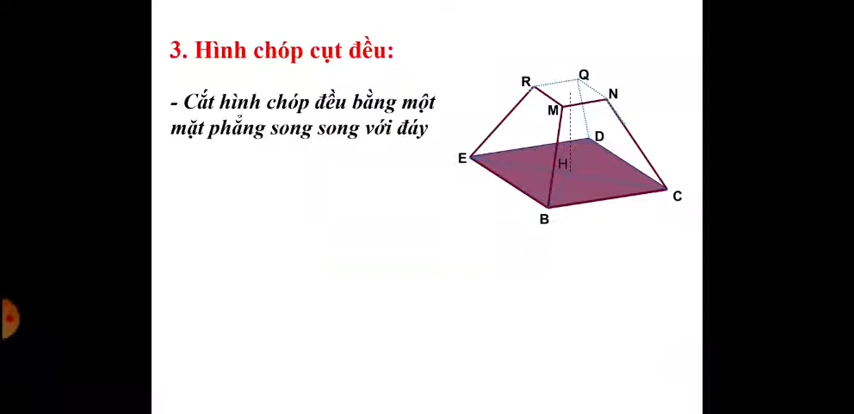 3. Hình chóp cụt đều:
- Cắt hình chóp đều bằng một
mặt phẳng song song với đáy
R
Q
N
M
D
E
H
C
B